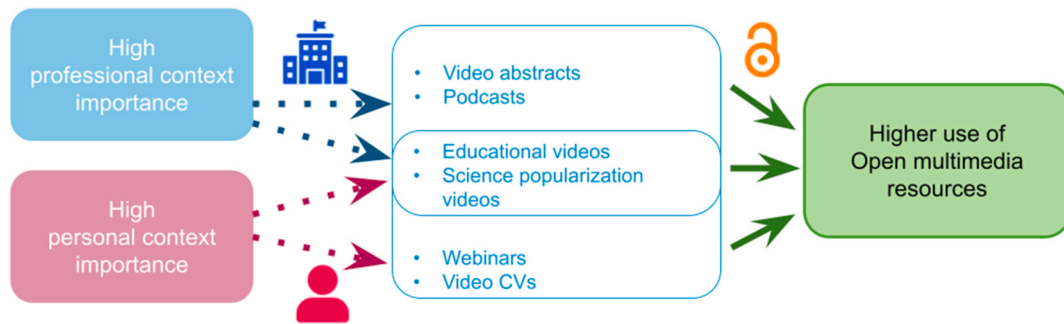 High
professional context
importance
High
personal context
importance
• Video abstracts
• Podcasts
• Educational videos
• Science popularization
videos
• Webinars
• Video CVs
Higher use of
Open multimedia
resources